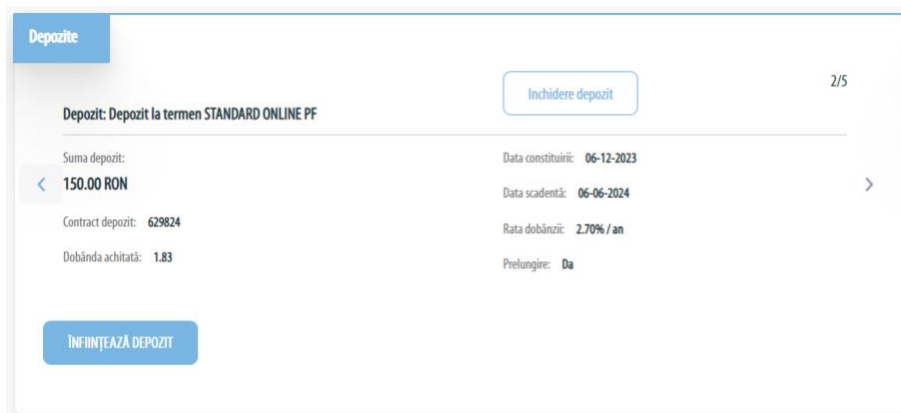 Depozite
Inchidere depozit
2/5
Depozit: Depozit la termen STANDARD ONLINE PF
Suma depozit:
150.00 RON
Contract depozit: 629824
Dobânda achitată: 1.83
Data constituirii: 06-12-2023
Data scadentă: 06-06-2024
Rata dobânzii: 2.70% / an
Prelungire: Da
ÎNFIINȚEAZĂ DEPOZIT